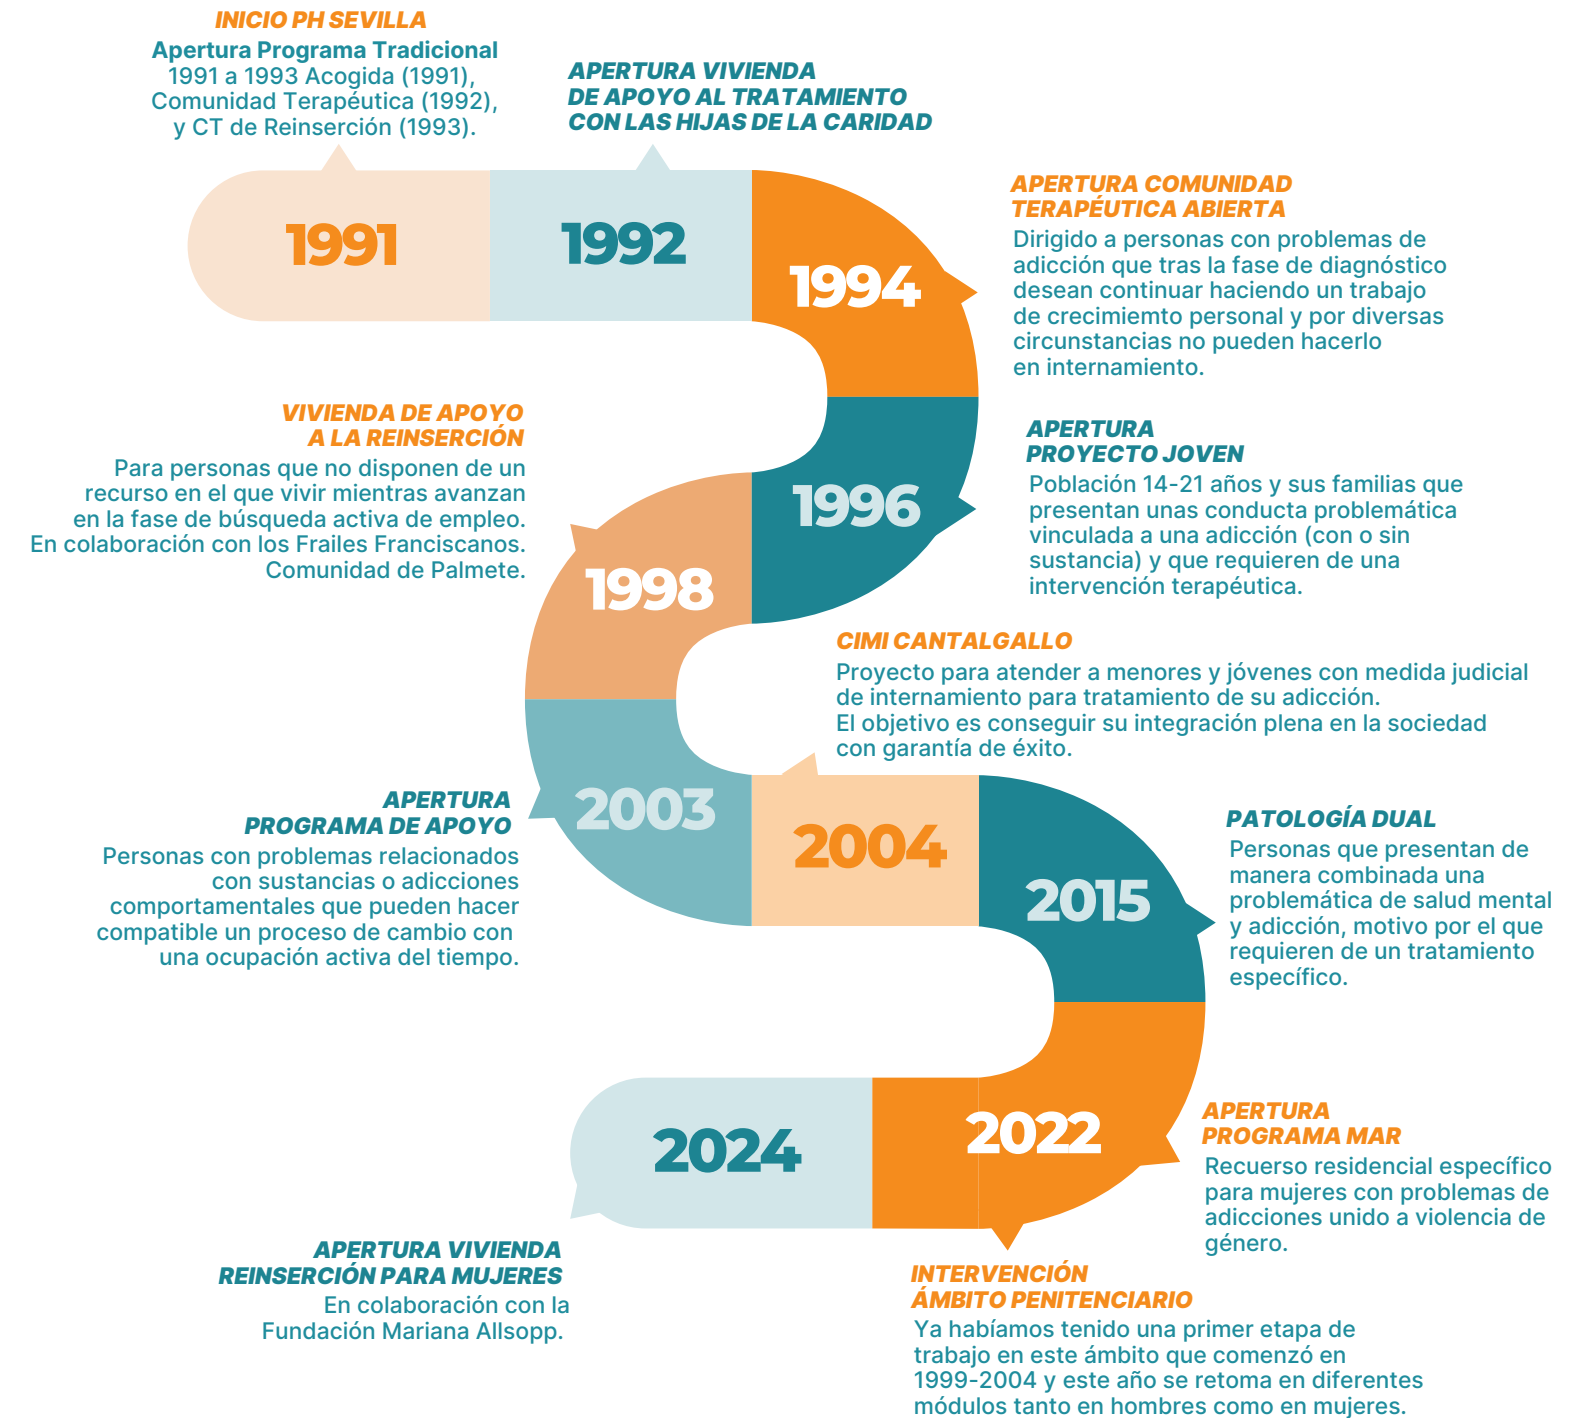 INICIO PH SEVILLA
Apertura Programa Tradicional
1991 a 1993 Acogida (1991),
Comunidad Terapéutica (1992),
y CT de Reinserción (1993).
APERTURA VIVIENDA
DE APOYO AL TRATAMIENTO
CON LAS HIJAS DE LA CARIDAD
1991
1992
1994
APERTURA COMUNIDAD
TERAPÉUTICA ABIERTA
Dirigido a personas con problemas de
adicción que tras la fase de diagnóstico
desean continuar haciendo un trabajo
de crecimiemto personal y por diversas
circunstancias no pueden hacerlo
en internamiento.
1996
APERTURA
PROYECTO JOVEN
Población 14-21 años y sus familias que
presentan unas conducta problemática
vinculada a una adicción (con o sin
sustancia) y que requieren de una
intervención terapéutica.
VIVIENDA DE APOYO
A LA REINSERCIÓN
Para personas que no disponen de un
recurso en el que vivir mientras avanzan
en la fase de búsqueda activa de empleo.
En colaboración con los Frailes Franciscanos.
Comunidad de Palmete.
1998
CIMI CANTALGALLO
Proyecto para atender a menores y jóvenes con medida judicial
de internamiento para tratamiento de su adicción.
El objetivo es conseguir su integración plena en la sociedad
con garantía de éxito.
APERTURA
PROGRAMA DE APOYO
Personas con problemas relacionados
con sustancias o adicciones
comportamentales que pueden hacer
compatible un proceso de cambio con
una ocupación activa del tiempo.
2003
2004
2015
PATOLOGÍA DUAL
Personas que presentan de
manera combinada una
problemática de salud mental
y adicción, motivo por el que
requieren de un tratamiento
específico.
2022
APERTURA
PROGRAMA MAR
Recuerso residencial específico
para mujeres con problemas de
adicciones unido a violencia de
género.
2024
APERTURA VIVIENDA
REINSERCIÓN PARA MUJERES
En colaboración con la
Fundación Mariana Allsopp.
INTERVENCIÓN
ÁMBITO PENITENCIARIO
Ya habíamos tenido una primer etapa de
trabajo en este ámbito que comenzó en
1999-2004 y este año se retoma en diferentes
módulos tanto en hombres como en mujeres.